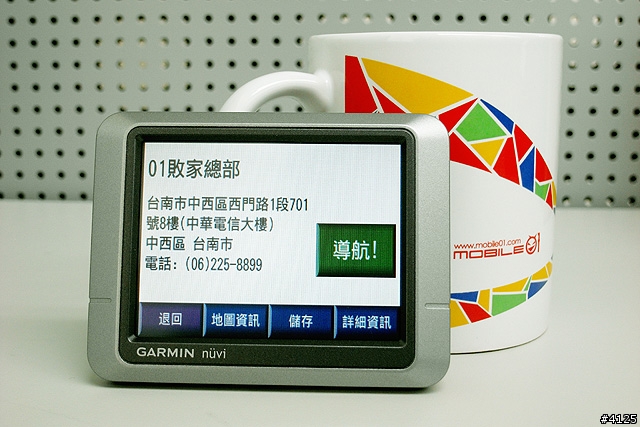 01敗家總部
台南市中西區西門路1段701
號8樓(中華電信大樓)
中西區 台南市
電話: (06)225-8899
導航!
退回
地圖資訊
儲存
詳細資訊
GARMIN nüvi
www.mobile01.com
MOBILE01
#4125